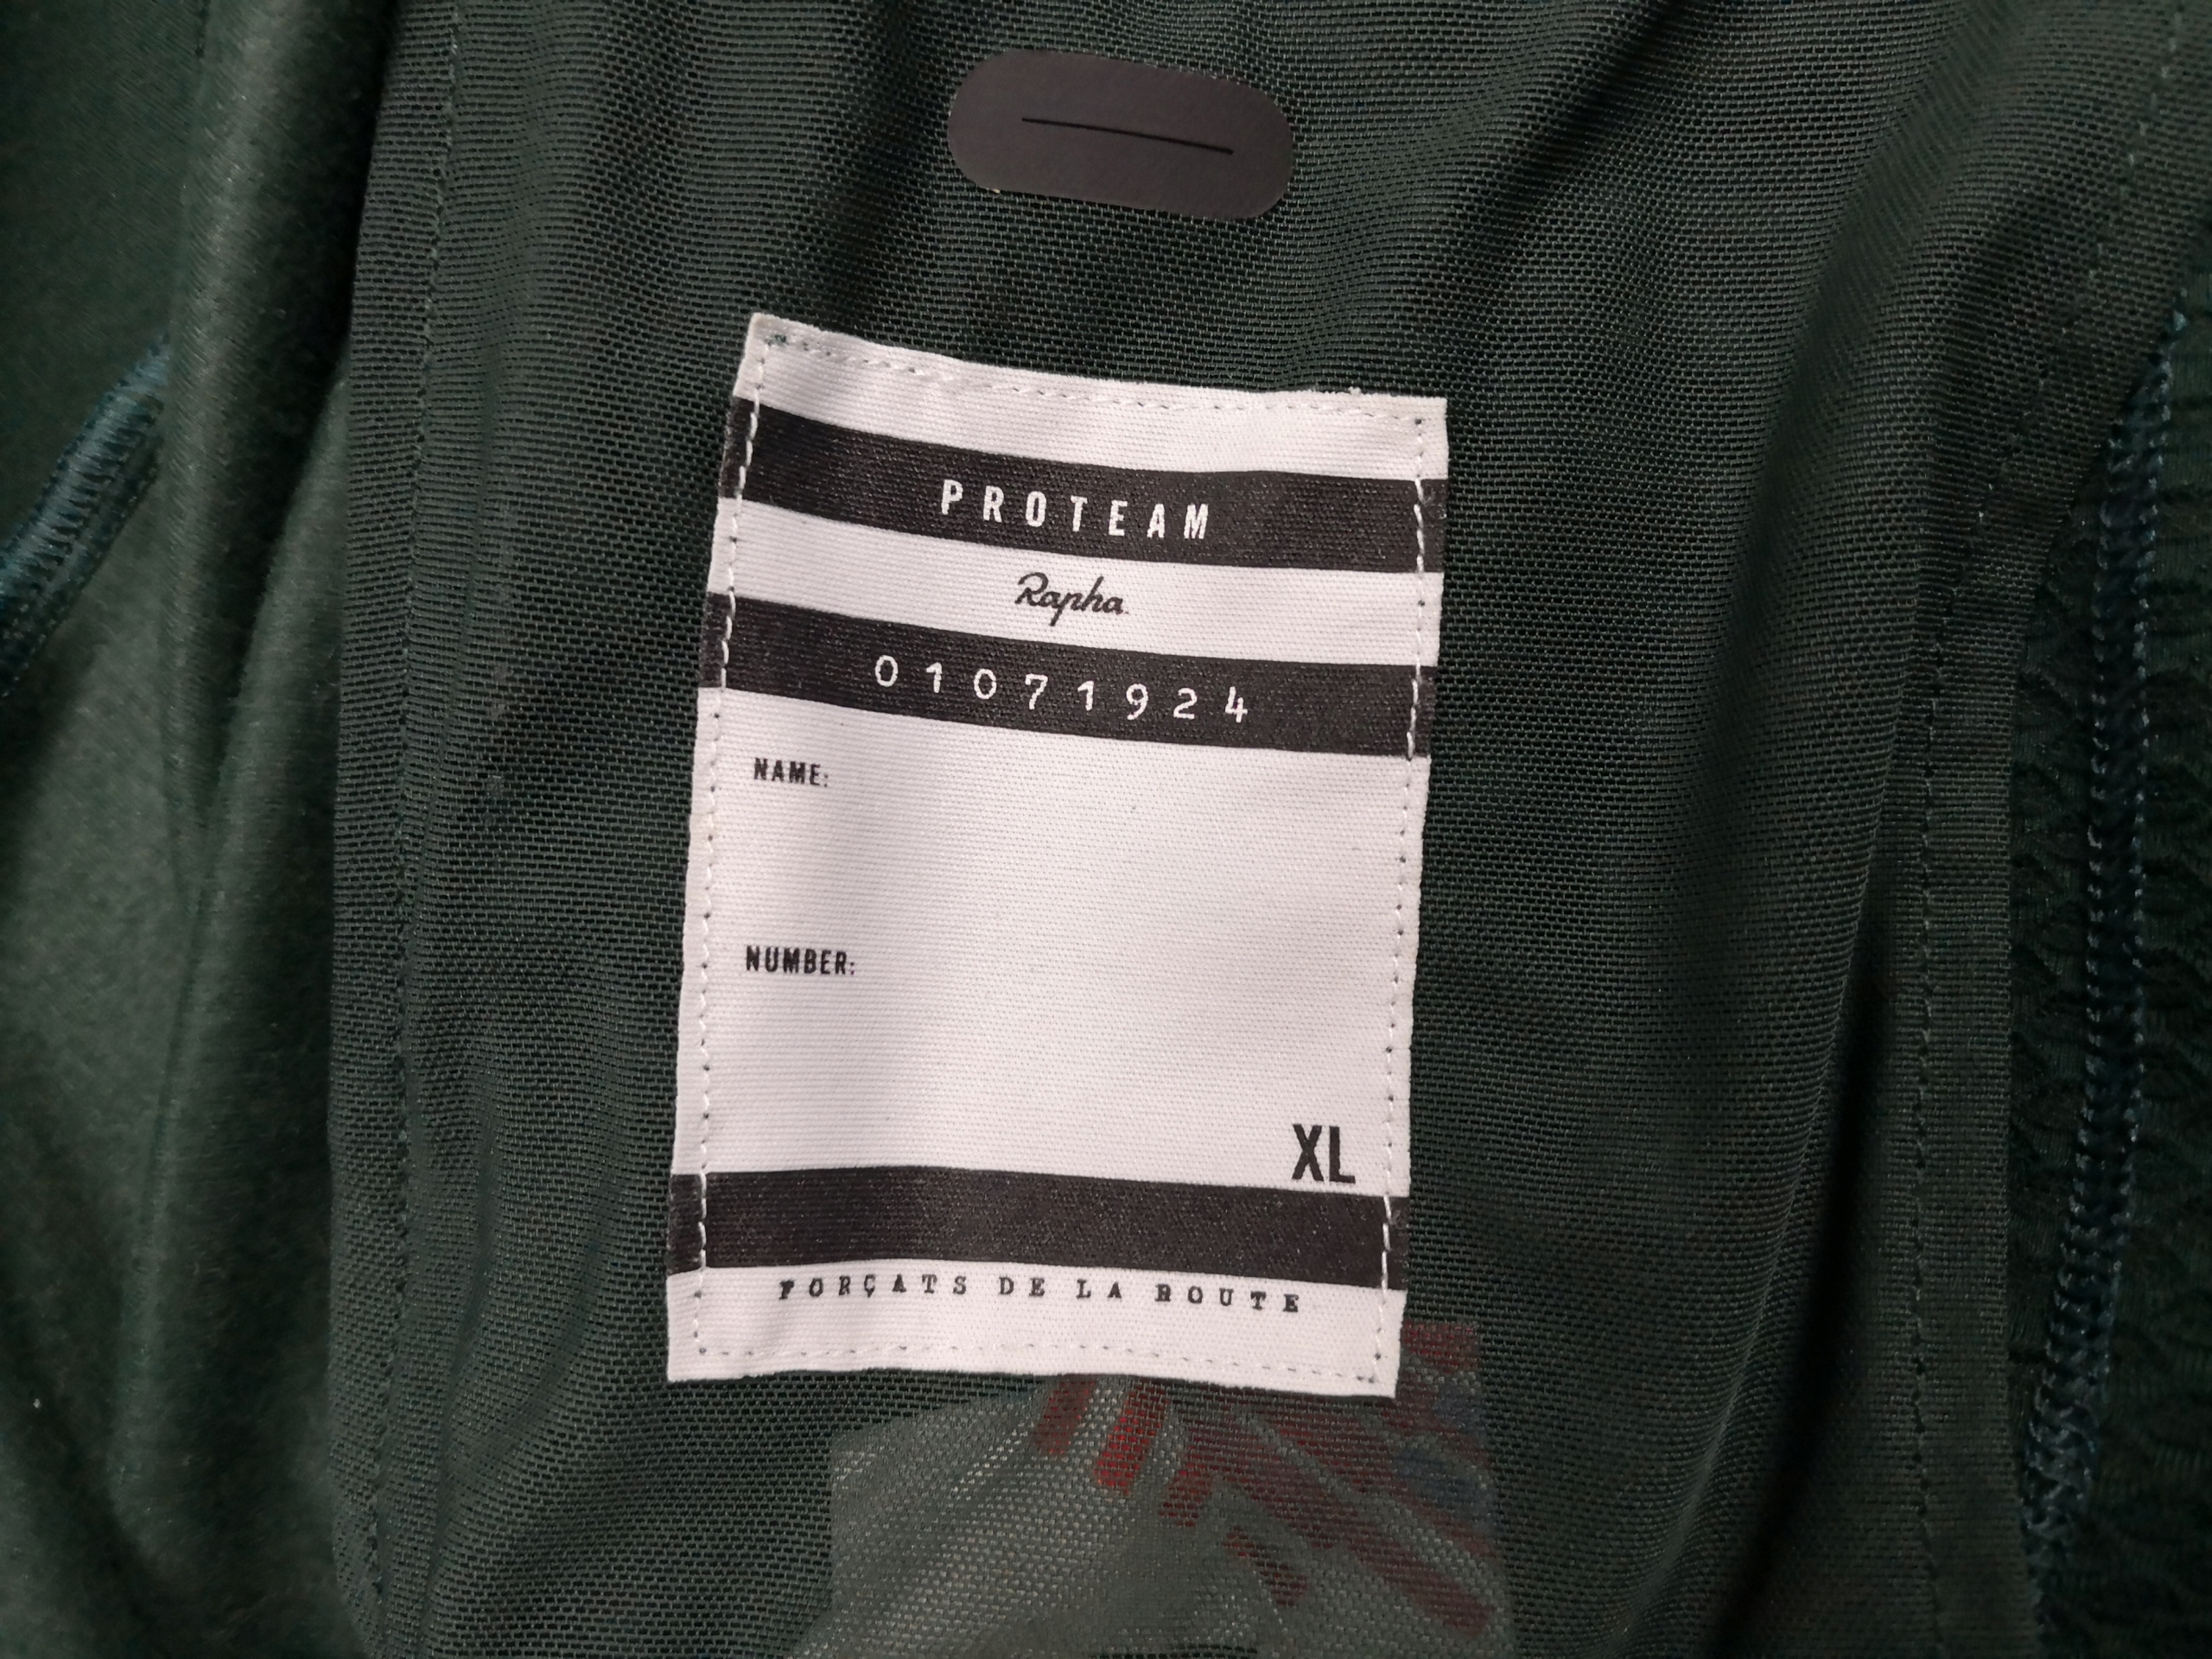 PROTEAM
Rapha
01071924
NAME:
NUMBER:
XL
FORÇATS DE LA ROUTE